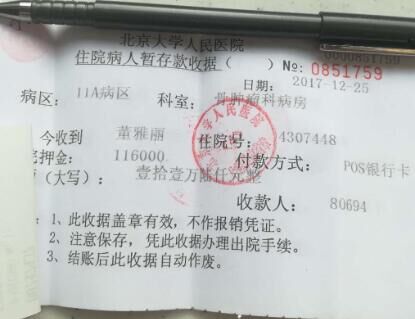 北京大学人民医院
0000851759
住院病人暂存款收据( ) №: 0851759
日期: 2017-12-25
病区: 11A病区 科室: 骨肿瘤科病房
今收到 董雅丽 住院号: 4307448
院押金: 116000. 付款方式: POS银行卡
(大写): 壹拾壹万陆仟元整
收款人: 80694
1、此收据盖章有效，不作报销凭证。
2、注意保存，凭此收据办理出院手续。
3、结账后此收据自动作废。